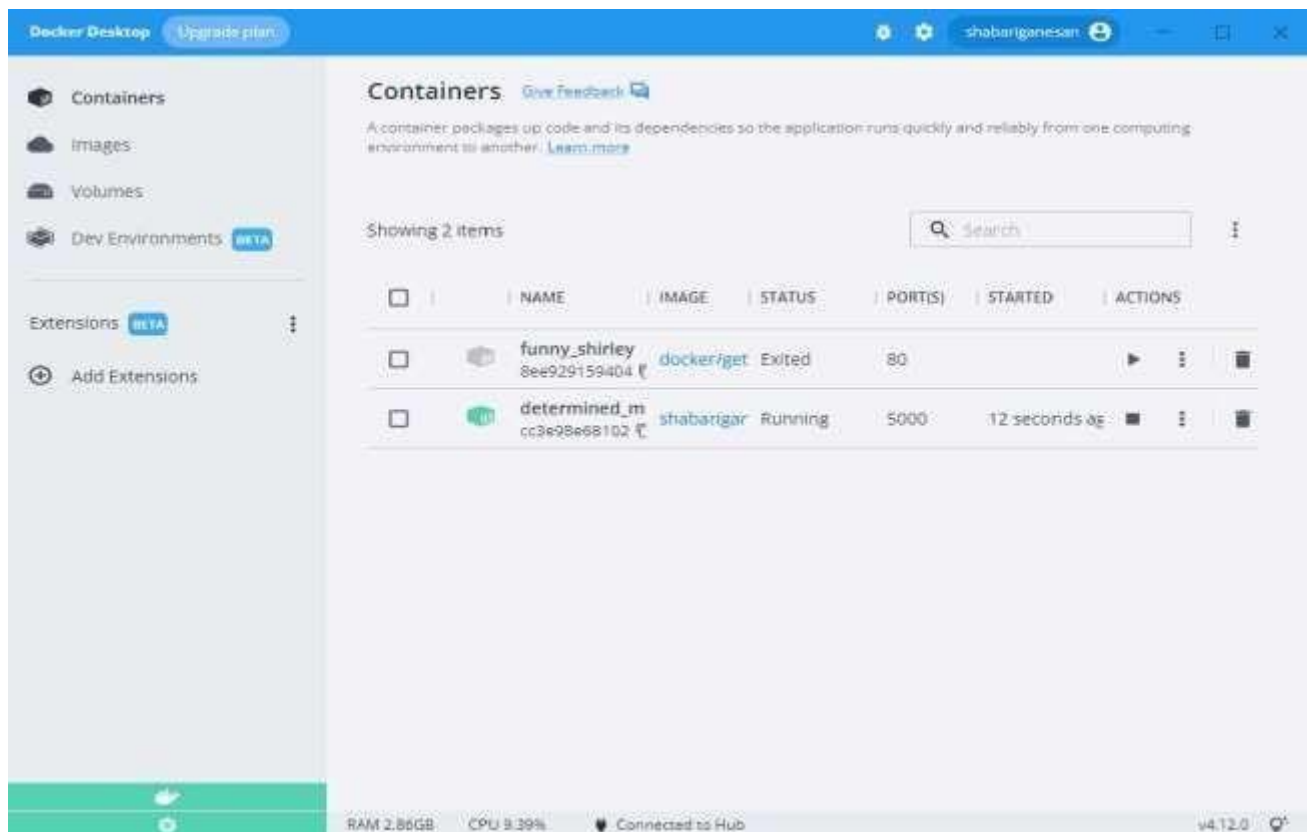 Docker Desktop Upgrade plan shabariganesan
Containers
Images
Volumes
Dev Environments BETA
Extensions BETA
Add Extensions
Containers Give Feedback
A container packages up code and its dependencies so the application runs quickly and reliably from one computing
environment to another. Learn more
Showing 2 items Search
NAME IMAGE STATUS PORT(S) STARTED ACTIONS
funny_shirley docker/get Exited 80
8ee929159404
determined_m shabarigar Running 5000 12 seconds ag
cc3e98e68102
RAM 2.86GB CPU 9.39% Connected to Hub v4.12.0